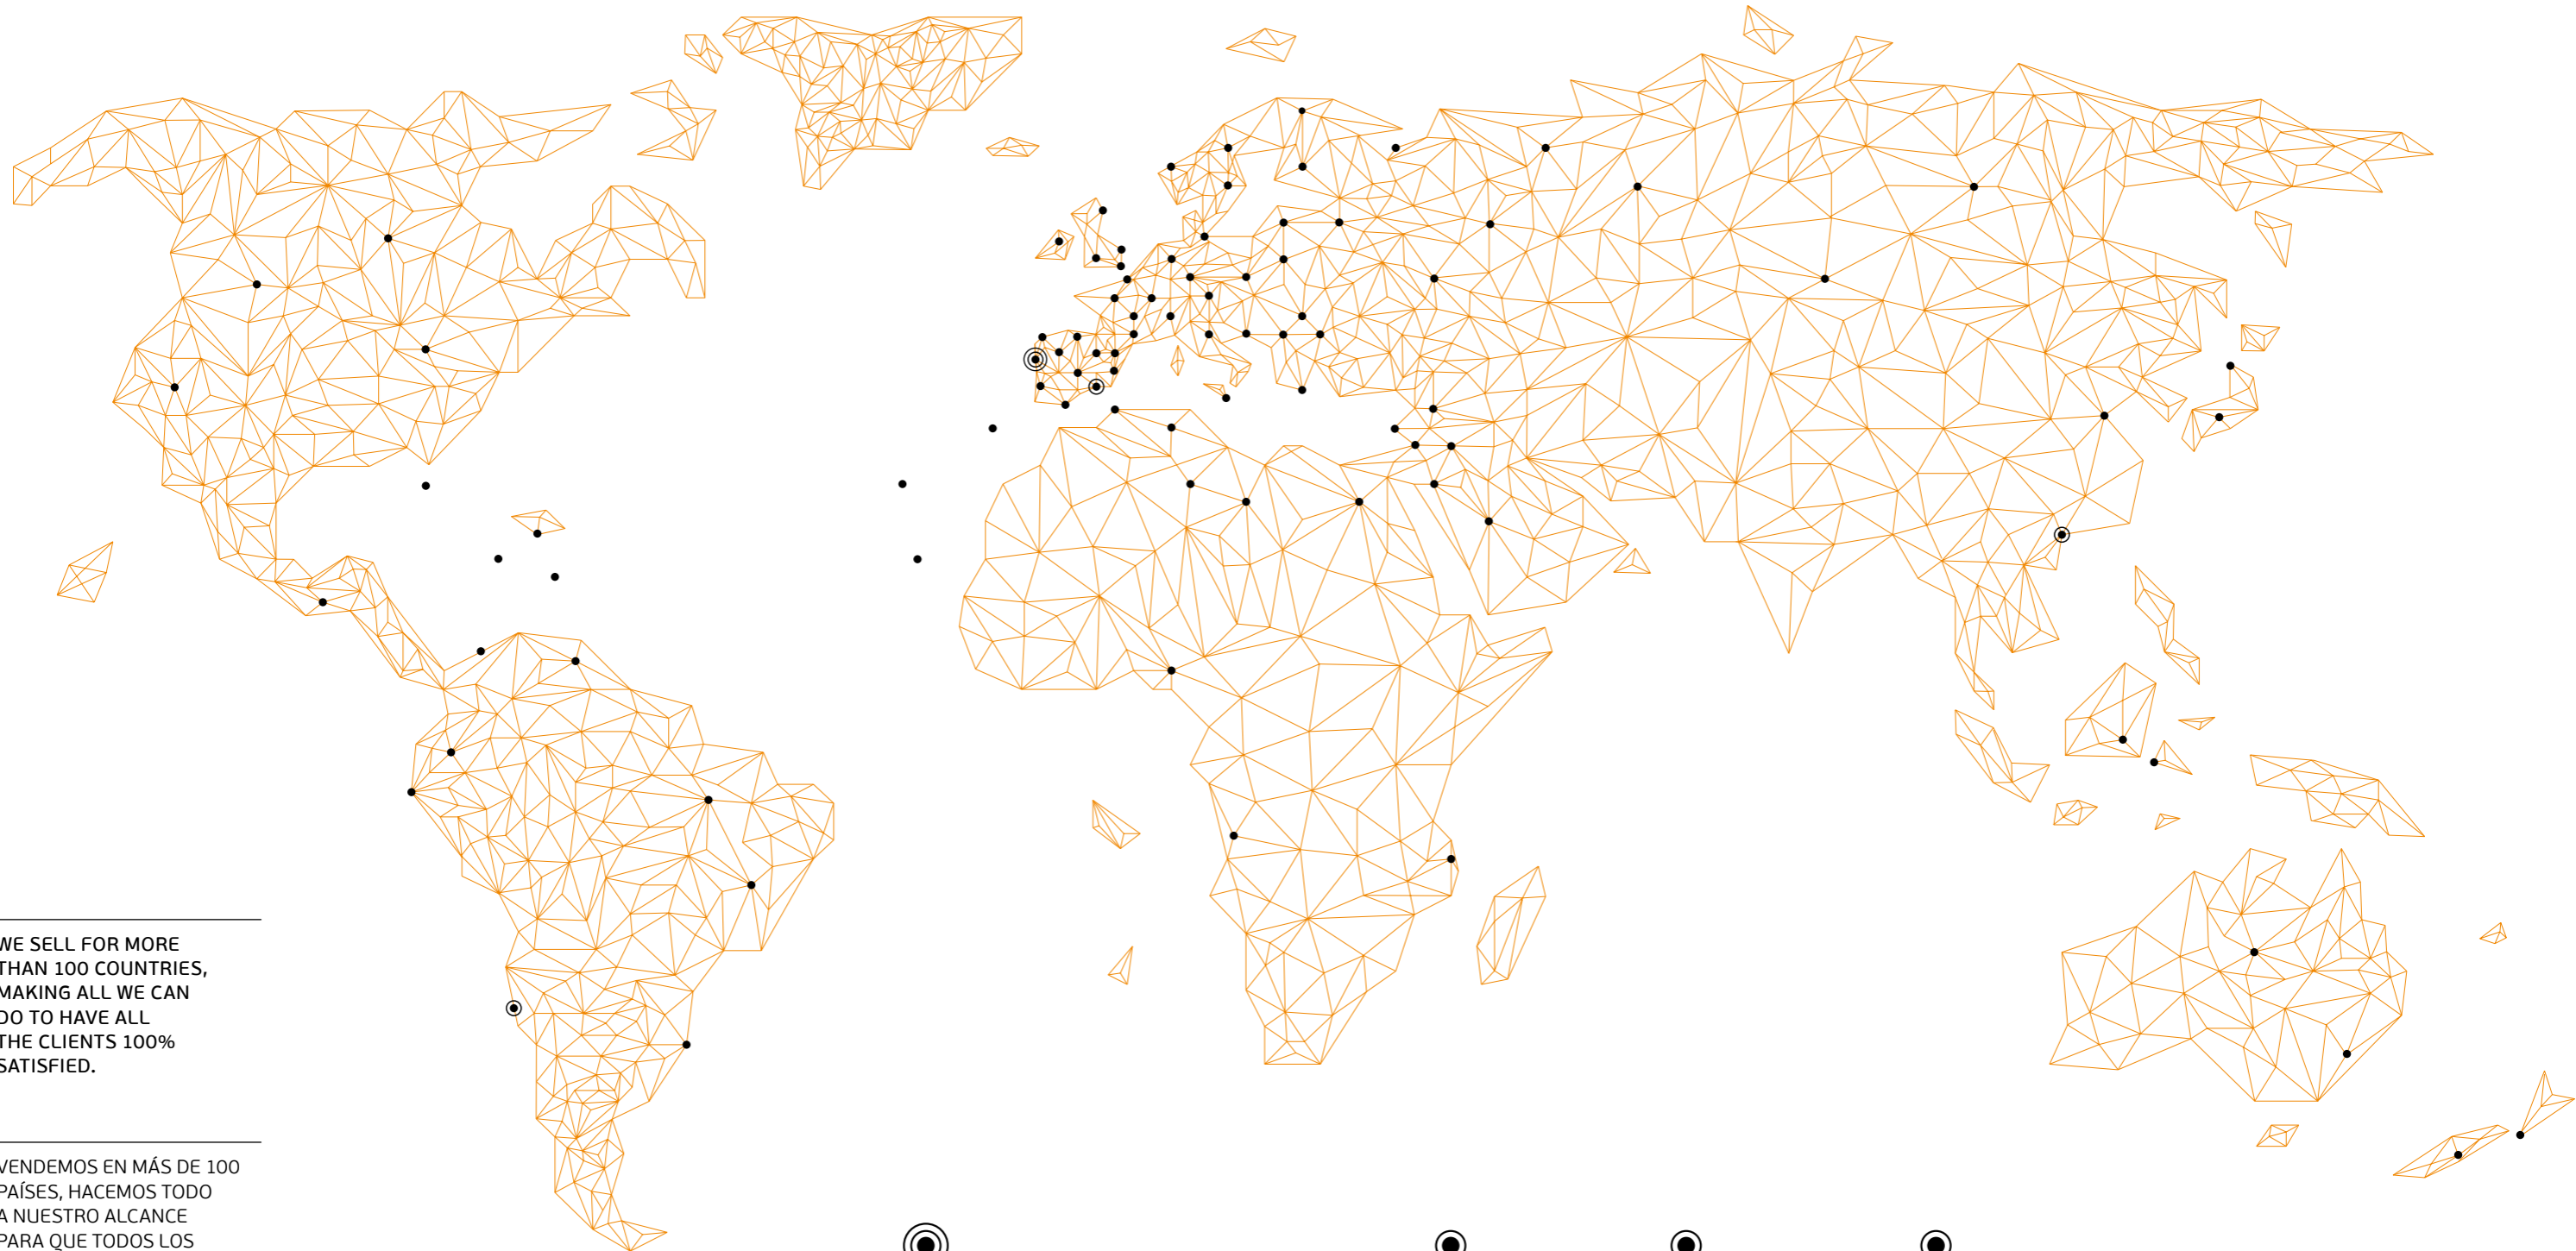 WE SELL FOR MORE
THAN 100 COUNTRIES,
MAKING ALL WE CAN
DO TO HAVE ALL
THE CLIENTS 100%
SATISFIED.
VENDEMOS EN MÁS DE 100
PAÍSES, HACEMOS TODO
A NUESTRO ALCANCE
PARA QUE TODOS LOS